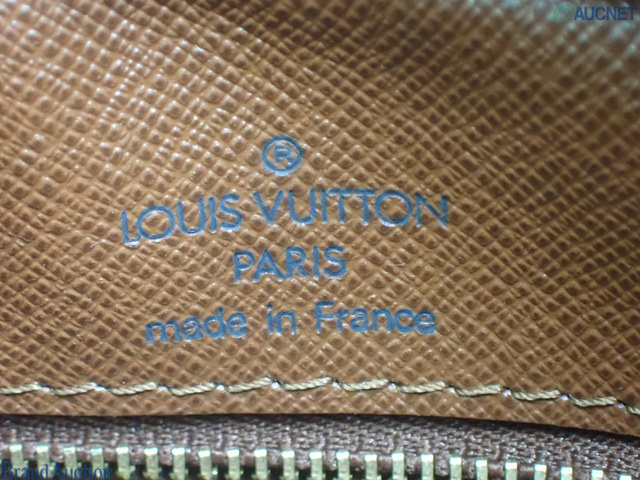 AUCNET
®
LOUIS VUITTON
PARIS
made in France
Brand Auction